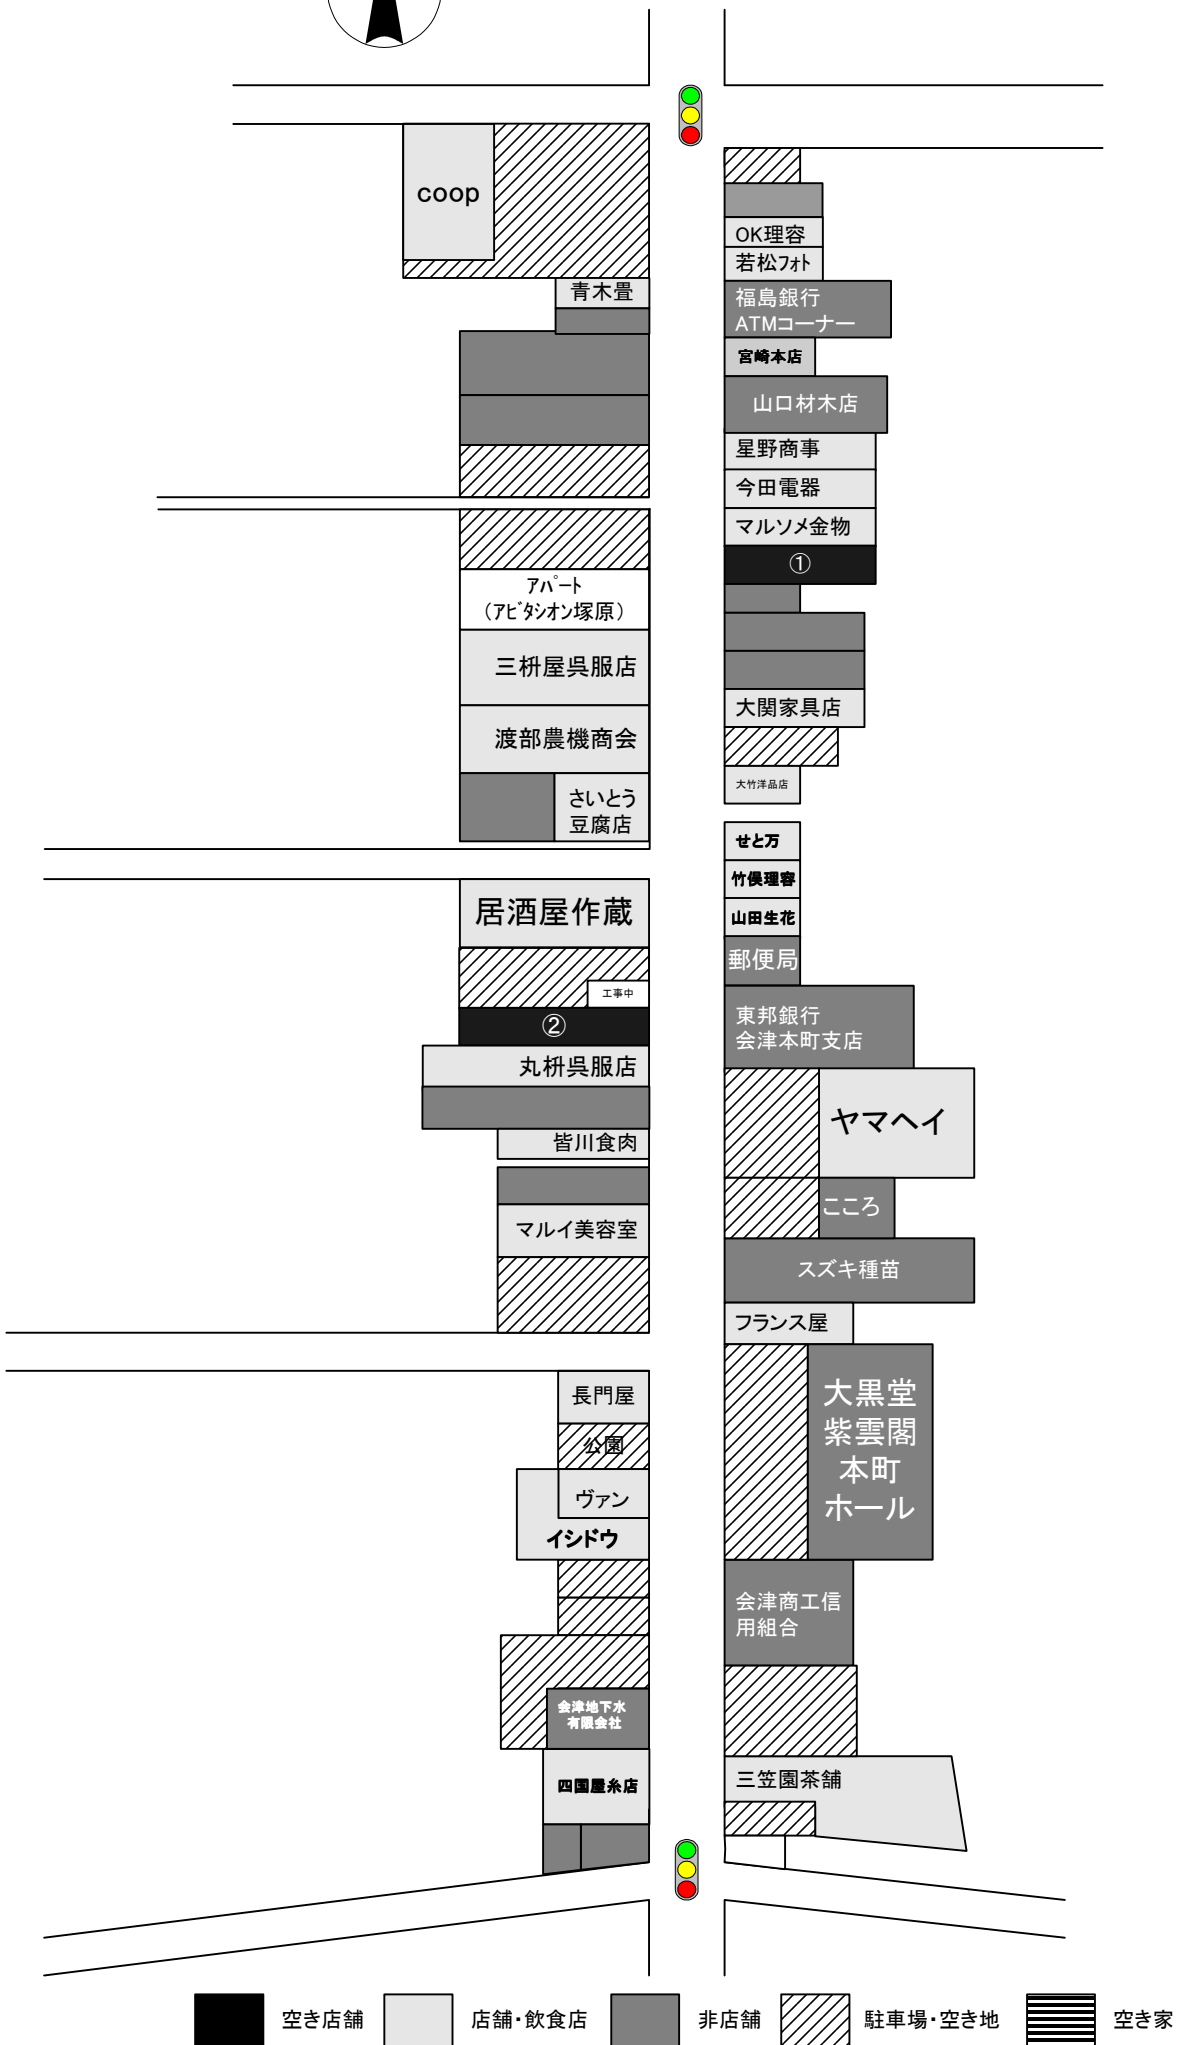 coop
青木畳
アパート
（アビタシオン塚原）
三枡屋呉服店
渡部農機商会
さいとう
豆腐店
居酒屋作蔵
工事中
②
丸枡呉服店
皆川食肉
マルイ美容室
長門屋
公園
ヴァン
イシドウ
会津地下水
有限会社
四国屋糸店
OK理容
若松フォト
福島銀行
ATMコーナー
宮崎本店
山口材木店
星野商事
今田電器
マルソメ金物
①
大関家具店
大竹洋品店
せと万
竹俣理容
山田生花
郵便局
東邦銀行
会津本町支店
ヤマヘイ
こころ
スズキ種苗
フランス屋
大黒堂
紫雲閣
本町
ホール
会津商工信
用組合
三笠園茶舗
空き店舗 店舗・飲食店 非店舗 駐車場・空き地 空き家